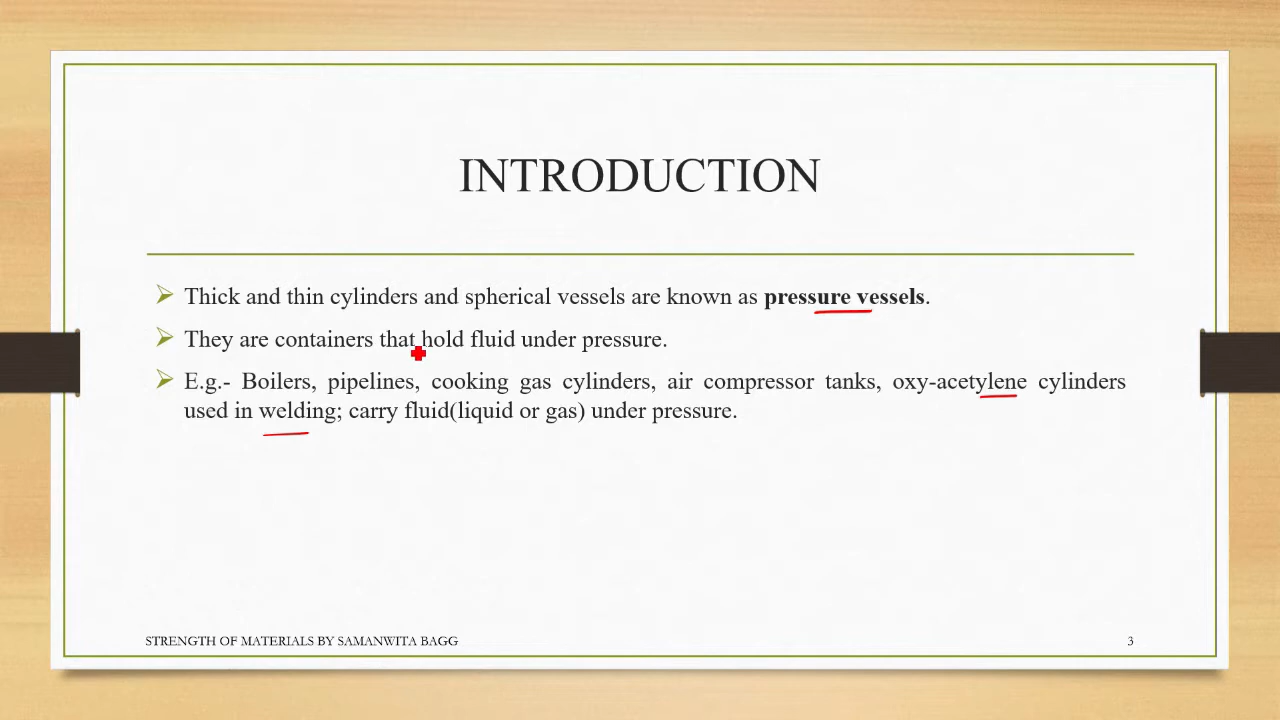 INTRODUCTION
Thick and thin cylinders and spherical vessels are known as pressure vessels.
They are containers that hold fluid under pressure.
E.g.- Boilers, pipelines, cooking gas cylinders, air compressor tanks, oxy-acetylene cylinders
used in welding; carry fluid(liquid or gas) under pressure.
STRENGTH OF MATERIALS BY SAMANWITA BAGG
3